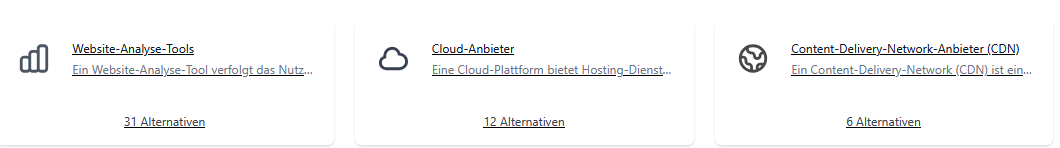 Website-Analyse-Tools
Ein Website-Analyse-Tool verfolgt das Nutz...
31 Alternativen
Cloud-Anbieter
Eine Cloud-Plattform bietet Hosting-Dienst...
12 Alternativen
Content-Delivery-Network-Anbieter (CDN)
Ein Content-Delivery-Network (CDN) ist ein...
6 Alternativen